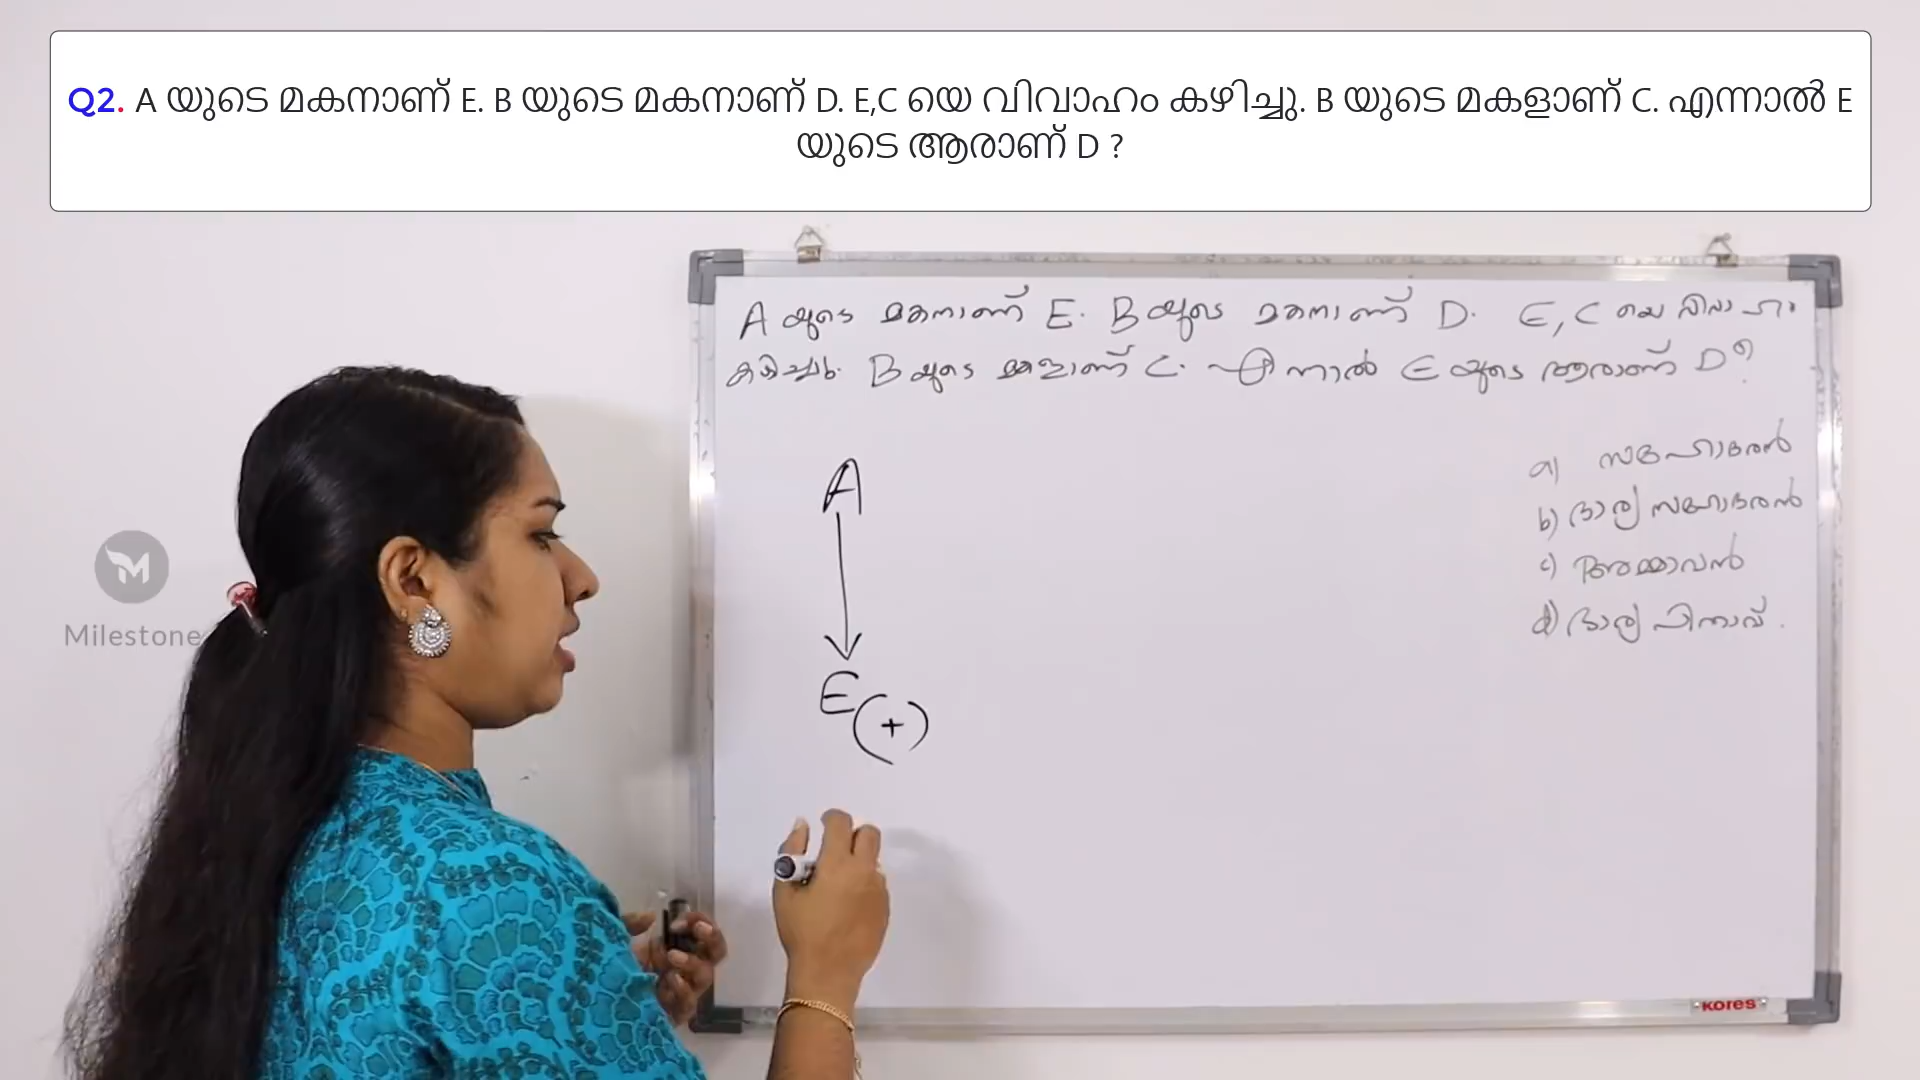 Q2. A യുടെ മകനാണ് E. B യുടെ മകനാണ് D. E,C യെ വിവാഹം കഴിച്ചു. B യുടെ മകളാണ് C. എന്നാൽ E
യുടെ ആരാണ് D ?
A യുടെ മകനാണ് E. B യുടെ മകനാണ് D. E, C യെ വിവാഹം
കഴിച്ചു. B യുടെ മകളാണ് C. എന്നാൽ E യുടെ ആരാണ് D ?
a) സഹോദരൻ
b) ഭാര്യ സഹോദരൻ
c) അമ്മാവൻ
d) ഭാര്യ പിതാവ്.
A
E (+)
Milestone
KORES